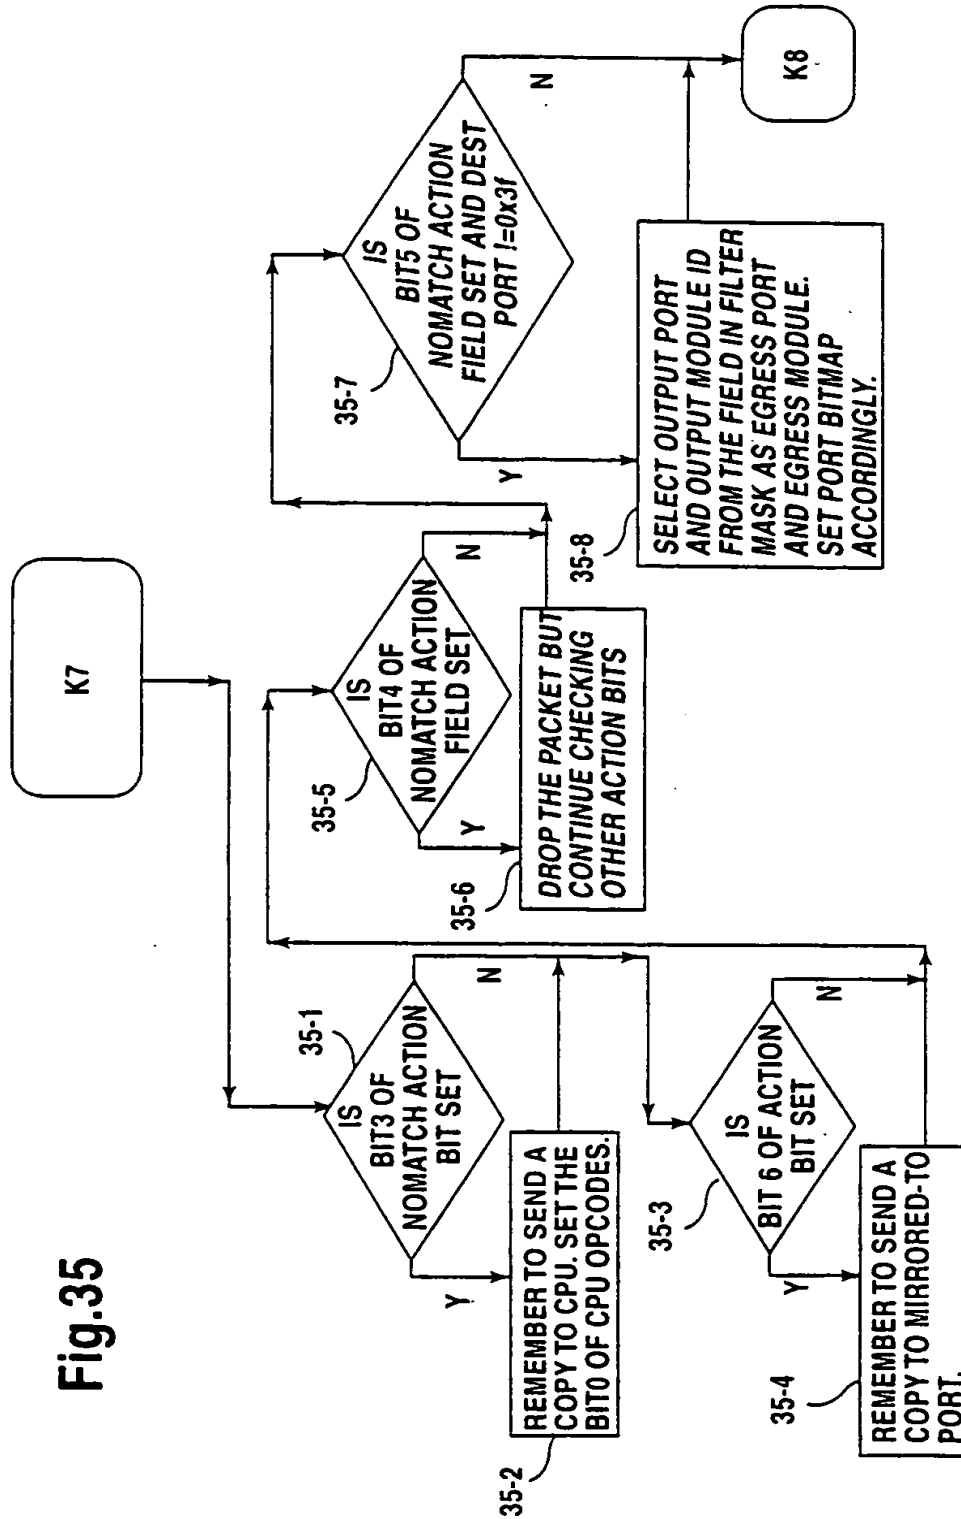 Fig.35
K7
35-1
IS
BIT3 OF
NOMATCH ACTION
BIT SET
Y
N
35-2
REMEMBER TO SEND A
COPY TO CPU. SET THE
BIT0 OF CPU OPCODES.
35-3
IS
BIT 6 OF ACTION
BIT SET
Y
N
35-4
REMEMBER TO SEND A
COPY TO MIRRORED-TO
PORT.
35-5
IS
BIT4 OF
NOMATCH ACTION
FIELD SET
Y
N
35-6
DROP THE PACKET BUT
CONTINUE CHECKING
OTHER ACTION BITS
35-7
IS
BIT5 OF
NOMATCH ACTION
FIELD SET AND DEST
PORT !=0x3f
Y
N
35-8
SELECT OUTPUT PORT
AND OUTPUT MODULE ID
FROM THE FIELD IN FILTER
MASK AS EGRESS PORT
AND EGRESS MODULE.
SET PORT BITMAP
ACCORDINGLY.
K8